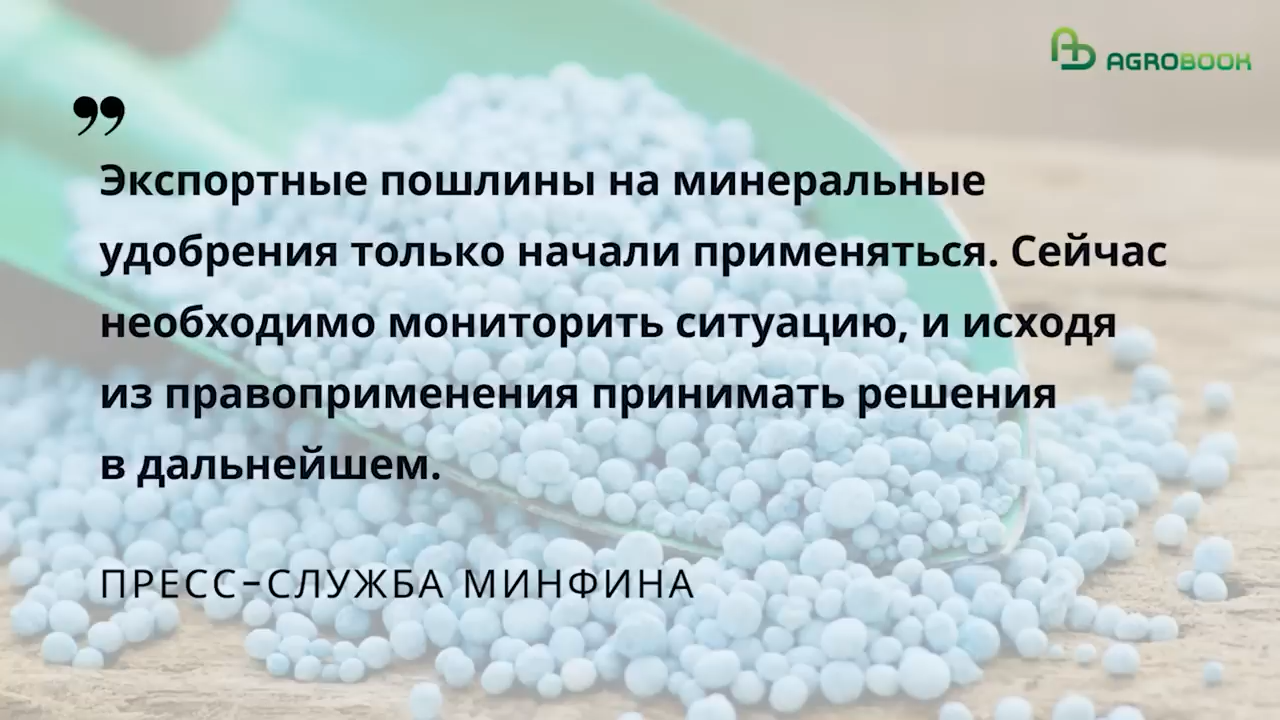 AGROBOOK
”
Экспортные пошлины на минеральные
удобрения только начали применяться. Сейчас
необходимо мониторить ситуацию, и исходя
из правоприменения принимать решения
в дальнейшем.
ПРЕСС-СЛУЖБА МИНФИНА